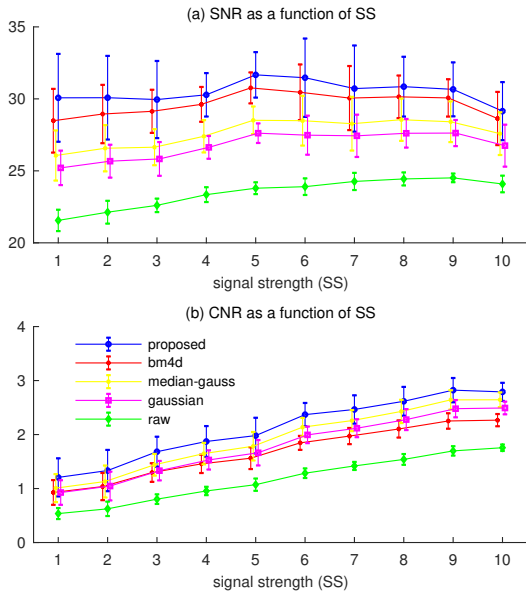 (a) SNR as a function of SS
35
30
25
20
1 2 3 4 5 6 7 8 9 10
signal strength (SS)
(b) CNR as a function of SS
4
3
2
1
0
proposed
bm4d
median-gauss
gaussian
raw
1 2 3 4 5 6 7 8 9 10
signal strength (SS)